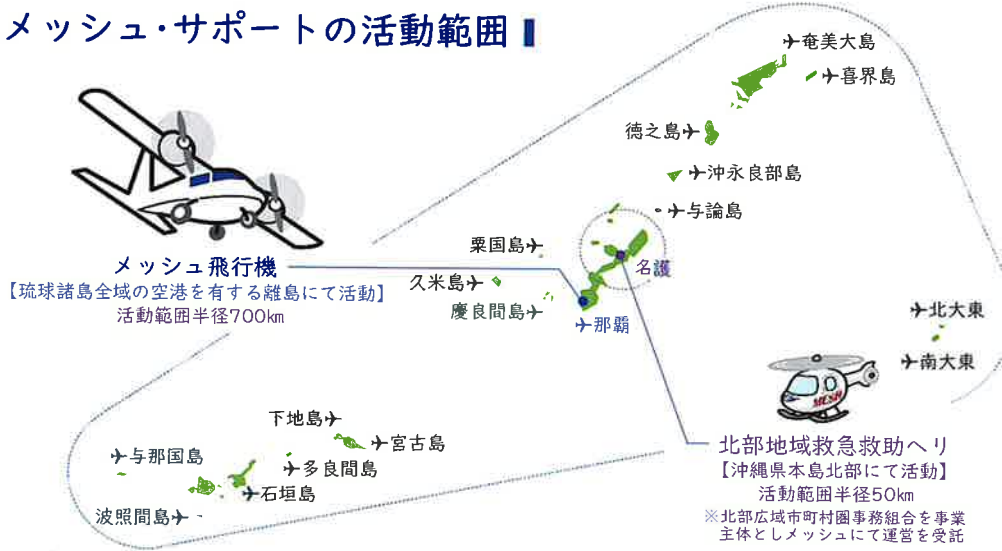 メッシュ・サポートの活動範囲
✈奄美大島
✈喜界島
徳之島✈
✈沖永良部島
✈与論島
粟国島✈
名護
メッシュ飛行機
【琉球諸島全域の空港を有する離島にて活動】
活動範囲半径700km
久米島✈
慶良間島✈
✈那覇
✈北大東
✈南大東
MESH
下地島✈
✈宮古島
✈与那国島
✈多良間島
✈石垣島
波照間島✈
北部地域救急救助ヘリ
【沖縄県本島北部にて活動】
活動範囲半径50km
※北部広域市町村圏事務組合を事業
主体としメッシュにて運営を受託